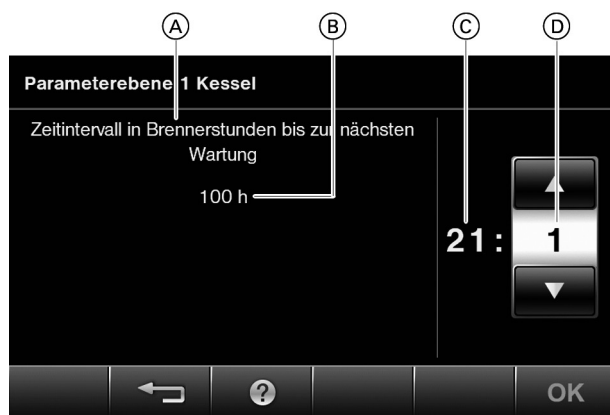 A B C D
Parameterebene 1 Kessel
Zeitintervall in Brennerstunden bis zur nächsten
Wartung
100 h
21: 1
? OK